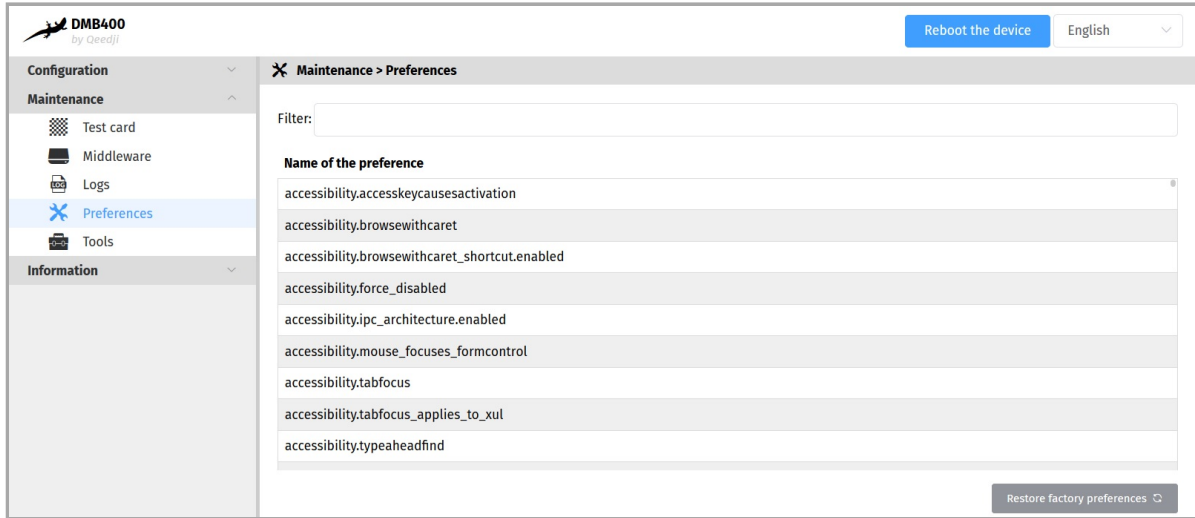 DMB400
by Qeedji
Reboot the device
English
Configuration
Maintenance
Test card
Middleware
LOG
Logs
Preferences
Tools
Information
Maintenance > Preferences
Filter:
Name of the preference
accessibility.accesskeycausesactivation
accessibility.browsewithcaret
accessibility.browsewithcaret_shortcut.enabled
accessibility.force_disabled
accessibility.ipc_architecture.enabled
accessibility.mouse_focuses_formcontrol
accessibility.tabfocus
accessibility.tabfocus_applies_to_xul
accessibility.typeaheadfind
Restore factory preferences